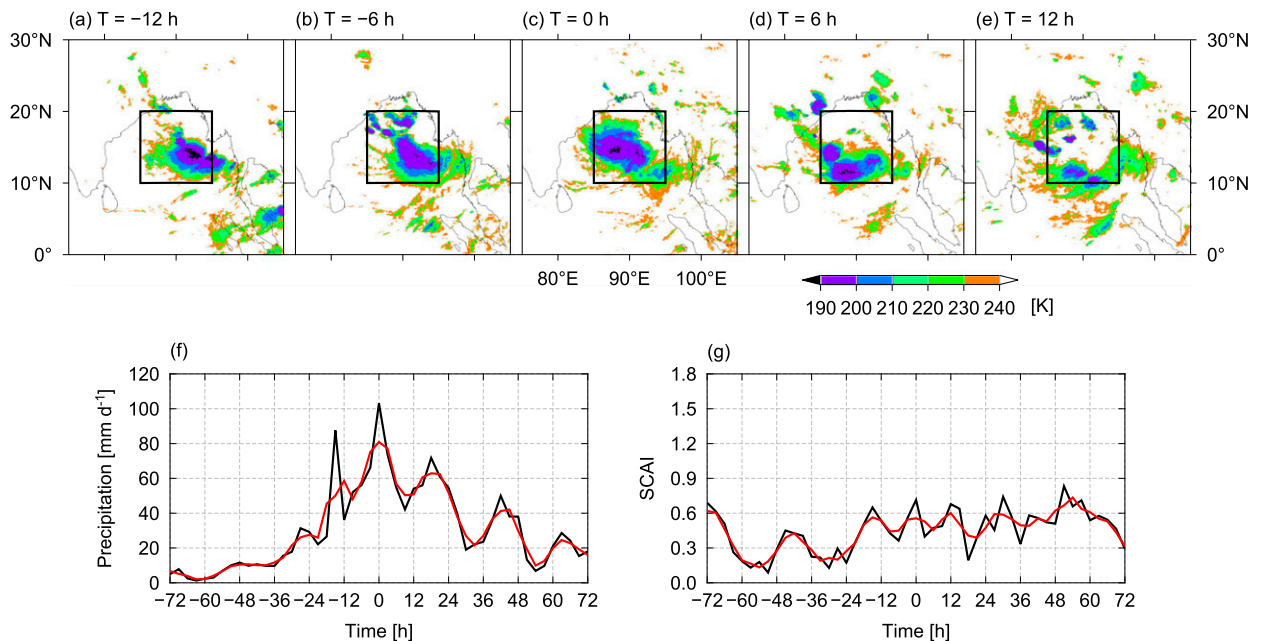 (a) T = −12 h (b) T = −6 h (c) T = 0 h (d) T = 6 h (e) T = 12 h
30°N 30°N
20°N 20°N
10°N 10°N
0° 0°
80°E 90°E 100°E
190 200 210 220 230 240 [K]
(f)
Precipitation [mm d⁻¹]
120
100
80
60
40
20
0
−72 −60 −48 −36 −24 −12 0 12 24 36 48 60 72
Time [h]
(g)
SCAI
1.8
1.5
1.2
0.9
0.6
0.3
0.0
−72 −60 −48 −36 −24 −12 0 12 24 36 48 60 72
Time [h]